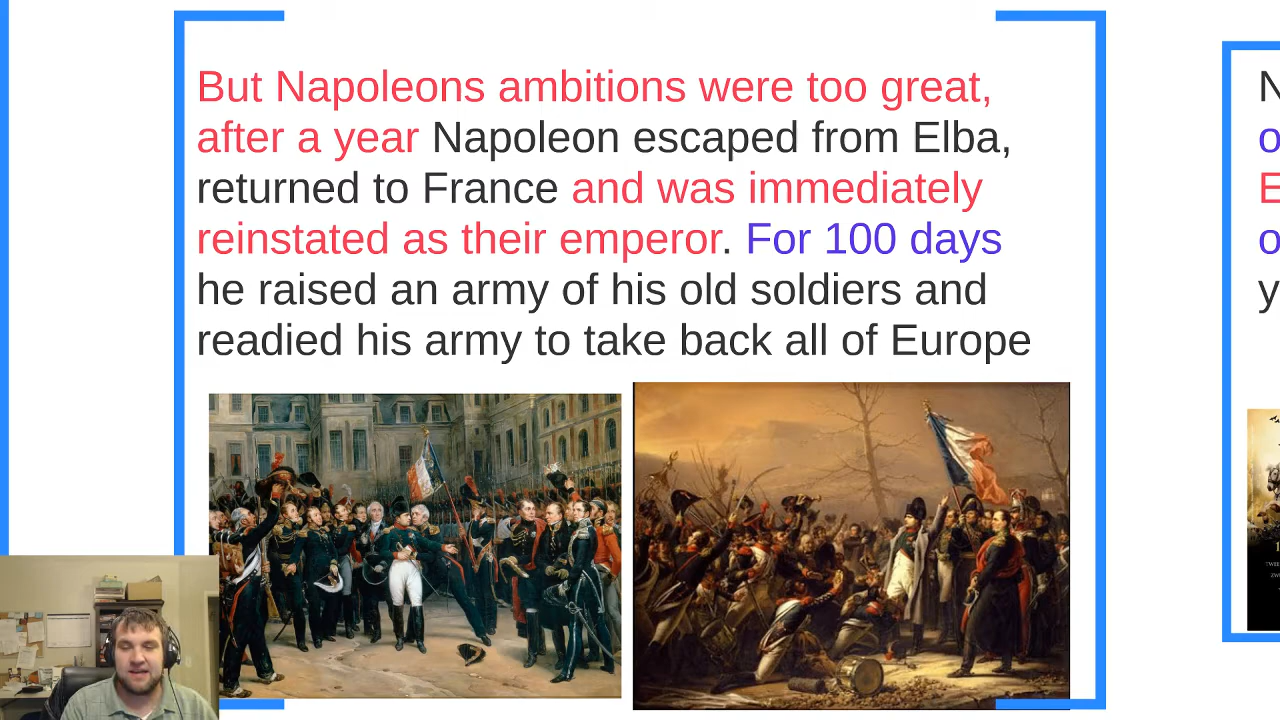 But Napoleons ambitions were too great,
after a year Napoleon escaped from Elba,
returned to France and was immediately
reinstated as their emperor. For 100 days
he raised an army of his old soldiers and
readied his army to take back all of Europe